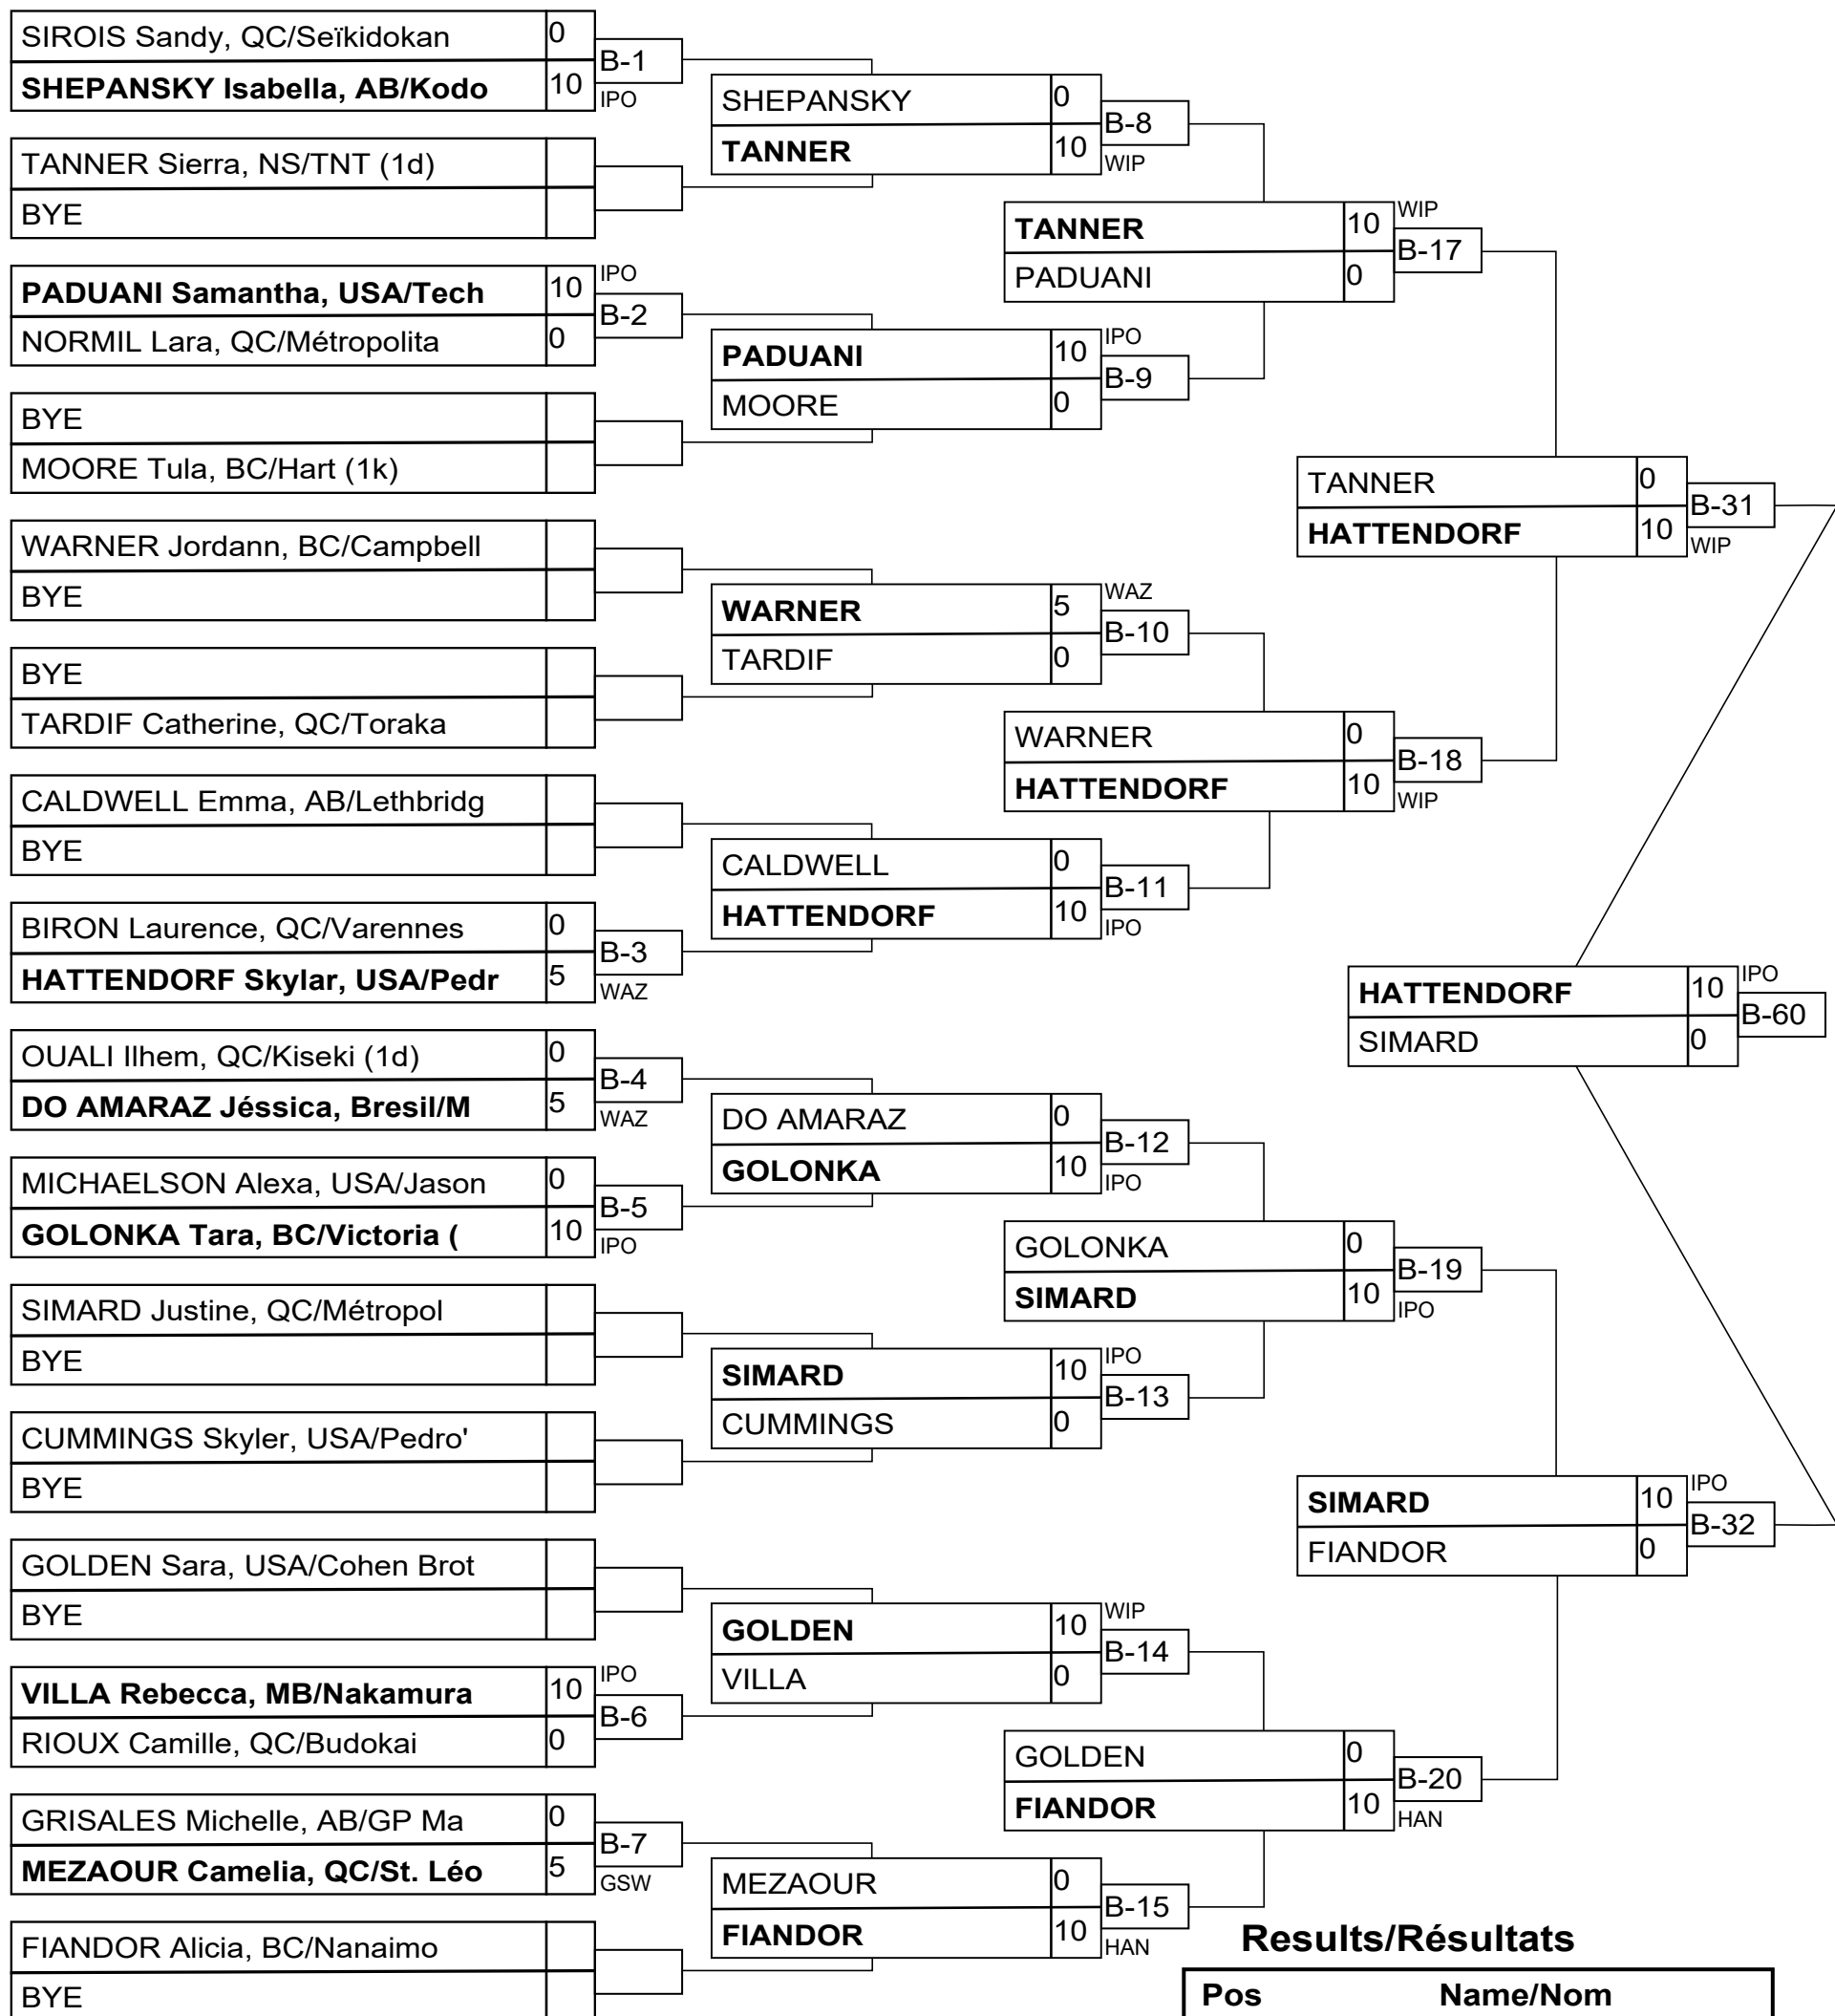 SIROIS Sandy, QC/Seïkidokan 0
B-1
SHEPANSKY Isabella, AB/Kodo 10
IPO
TANNER Sierra, NS/TNT (1d)
BYE
PADUANI Samantha, USA/Tech 10
IPO
B-2
NORMIL Lara, QC/Métropolita 0
BYE
MOORE Tula, BC/Hart (1k)
WARNER Jordann, BC/Campbell
BYE
BYE
TARDIF Catherine, QC/Toraka
CALDWELL Emma, AB/Lethbridg
BYE
BIRON Laurence, QC/Varennes 0
B-3
HATTENDORF Skylar, USA/Pedr 5
WAZ
OUALI Ilhem, QC/Kiseki (1d) 0
B-4
DO AMARAZ Jéssica, Bresil/M 5
WAZ
MICHAELSON Alexa, USA/Jason 0
B-5
GOLONKA Tara, BC/Victoria ( 10
IPO
SIMARD Justine, QC/Métropol
BYE
CUMMINGS Skyler, USA/Pedro'
BYE
GOLDEN Sara, USA/Cohen Brot
BYE
VILLA Rebecca, MB/Nakamura 10
IPO
B-6
RIOUX Camille, QC/Budokai 0
GRISALES Michelle, AB/GP Ma 0
B-7
MEZAOUR Camelia, QC/St. Léo 5
GSW
FIANDOR Alicia, BC/Nanaimo
BYE
SHEPANSKY 0
B-8
TANNER 10
WIP
PADUANI 10
IPO
B-9
MOORE 0
WARNER 5
WAZ
B-10
TARDIF 0
CALDWELL 0
B-11
HATTENDORF 10
IPO
DO AMARAZ 0
B-12
GOLONKA 10
IPO
SIMARD 10
IPO
B-13
CUMMINGS 0
GOLDEN 10
WIP
B-14
VILLA 0
MEZAOUR 0
B-15
FIANDOR 10
HAN
TANNER 10
WIP
B-17
PADUANI 0
WARNER 0
B-18
HATTENDORF 10
WIP
GOLONKA 0
B-19
SIMARD 10
IPO
GOLDEN 0
B-20
FIANDOR 10
HAN
TANNER 0
B-31
HATTENDORF 10
WIP
SIMARD 10
IPO
B-32
FIANDOR 0
HATTENDORF 10
IPO
B-60
SIMARD 0
Results/Résultats
Pos Name/Nom